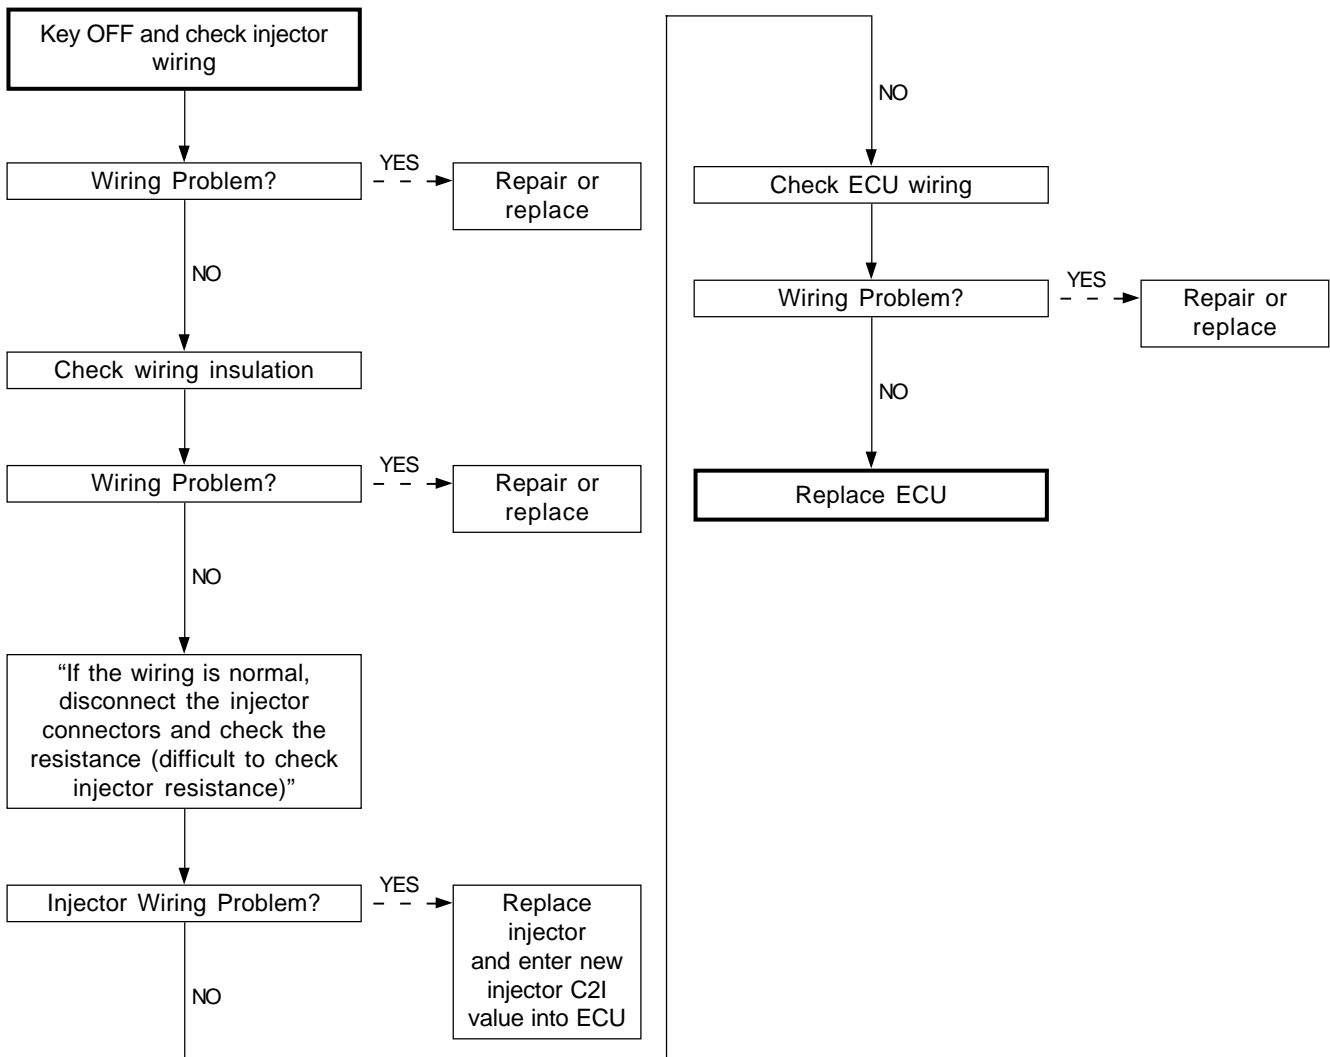 Key OFF and check injector
wiring
Wiring Problem?
YES
Repair or
replace
NO
Check wiring insulation
Wiring Problem?
YES
Repair or
replace
NO
“If the wiring is normal,
disconnect the injector
connectors and check the
resistance (difficult to check
injector resistance)”
Injector Wiring Problem?
YES
Replace
injector
and enter new
injector C2I
value into ECU
NO
NO
Check ECU wiring
Wiring Problem?
YES
Repair or
replace
NO
Replace ECU